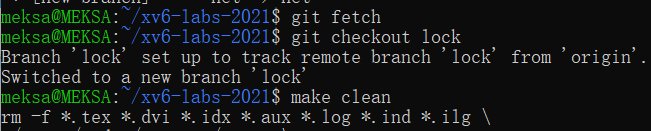 meksa@MEKSA:~/xv6-labs-2021$ git fetch
meksa@MEKSA:~/xv6-labs-2021$ git checkout lock
Branch 'lock' set up to track remote branch 'lock' from 'origin'.
Switched to a new branch 'lock'
meksa@MEKSA:~/xv6-labs-2021$ make clean
rm -f *.tex *.dvi *.idx *.aux *.log *.ind *.ilg \